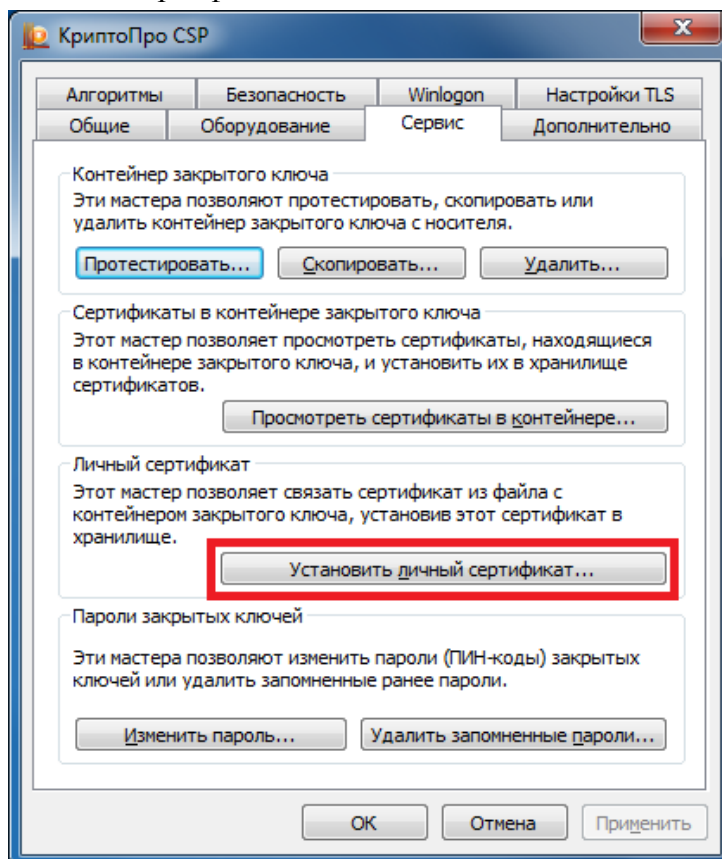 КриптоПро CSP
Алгоритмы Безопасность Winlogon Настройки TLS
Общие Оборудование Сервис Дополнительно
Контейнер закрытого ключа
Эти мастера позволяют протестировать, скопировать или
удалить контейнер закрытого ключа с носителя.
Протестировать... Скопировать... Удалить...
Сертификаты в контейнере закрытого ключа
Этот мастер позволяет просмотреть сертификаты, находящиеся
в контейнере закрытого ключа, и установить их в хранилище
сертификатов.
Просмотреть сертификаты в контейнере...
Личный сертификат
Этот мастер позволяет связать сертификат из файла с
контейнером закрытого ключа, установив этот сертификат в
хранилище.
Установить личный сертификат...
Пароли закрытых ключей
Эти мастера позволяют изменить пароли (ПИН-коды) закрытых
ключей или удалить запомненные ранее пароли.
Изменить пароль... Удалить запомненные пароли...
ОК Отмена Применить